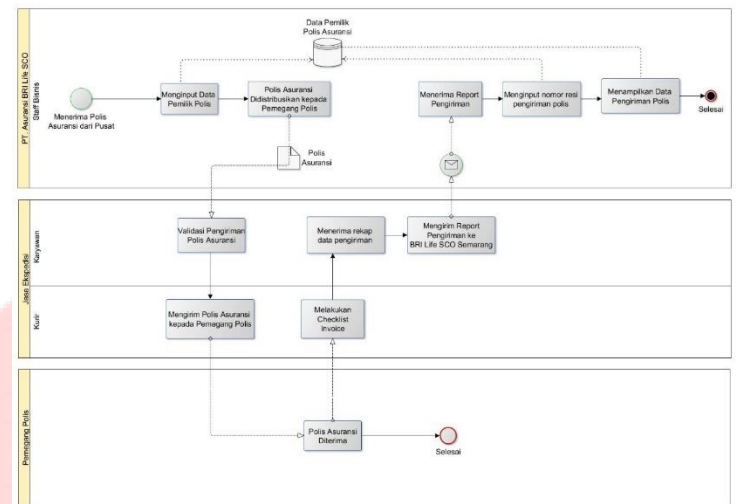 PT. Asuransi BRI Life SCO
Staff Bisnis
Data Pemilik
Polis Asuransi
Menerima Polis
Asuransi dari Pusat
Menginput Data
Pemilik Polis
Polis Asuransi
Didistribusikan kepada
Pemegang Polis
Polis
Asuransi
Menerima Report
Pengiriman
Menginput nomor resi
pengiriman polis
Menampilkan Data
Pengiriman Polis
Selesai
Jasa Ekspedisi
Karyawan
Validasi Pengiriman
Polis Asuransi
Menerima rekap
data pengiriman
Mengirim Report
Pengiriman ke
BRI Life SCO Semarang
Kurir
Mengirim Polis Asuransi
kepada Pemegang Polis
Melakukan
Checklist
Invoice
Pemegang Polis
Polis Asuransi
Diterima
Selesai